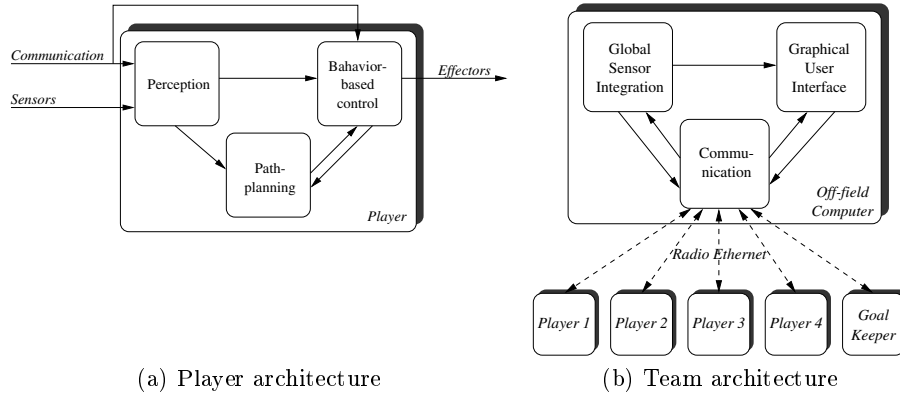 Communication
Sensors
Perception
Bahavior-
based
control
Effectors
Path-
planning
Player
(a) Player architecture
Global
Sensor
Integration
Graphical
User
Interface
Commu-
nication
Off-field
Computer
Radio Ethernet
Player 1
Player 2
Player 3
Player 4
Goal
Keeper
(b) Team architecture